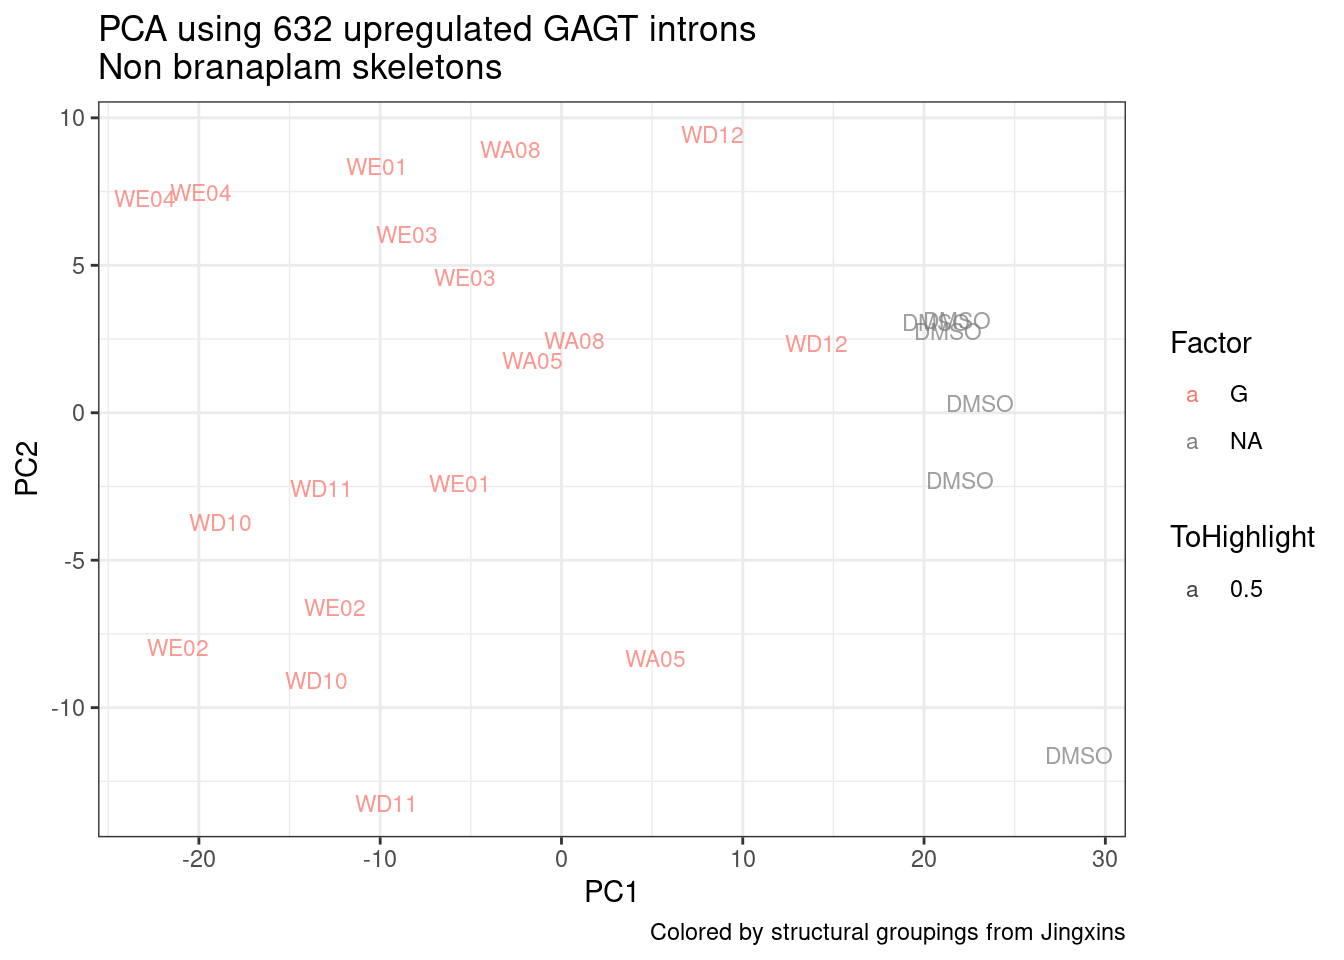 PCA using 632 upregulated GAGT introns
Non branaplam skeletons
10
5
0
-5
-10
PC2
WD12
WA08
WE01
WE04
WE04
WE03
WE03
WA08
WA05
WD12
DMSO
DMSO
DMSO
DMSO
DMSO
WD11
WE01
WD10
WE02
WE02
WD10
WA05
DMSO
WD11
-20
-10
0
10
20
30
PC1
Factor
a G
a NA
ToHighlight
a 0.5
Colored by structural groupings from Jingxins